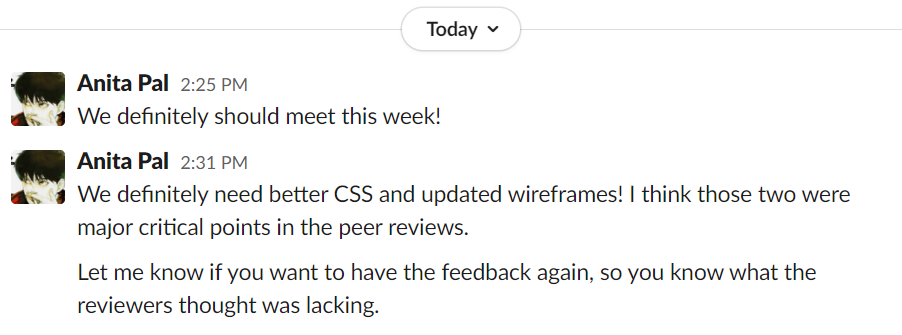 Today
Anita Pal 2:25 PM
We definitely should meet this week!
Anita Pal 2:31 PM
We definitely need better CSS and updated wireframes! I think those two were
major critical points in the peer reviews.
Let me know if you want to have the feedback again, so you know what the
reviewers thought was lacking.